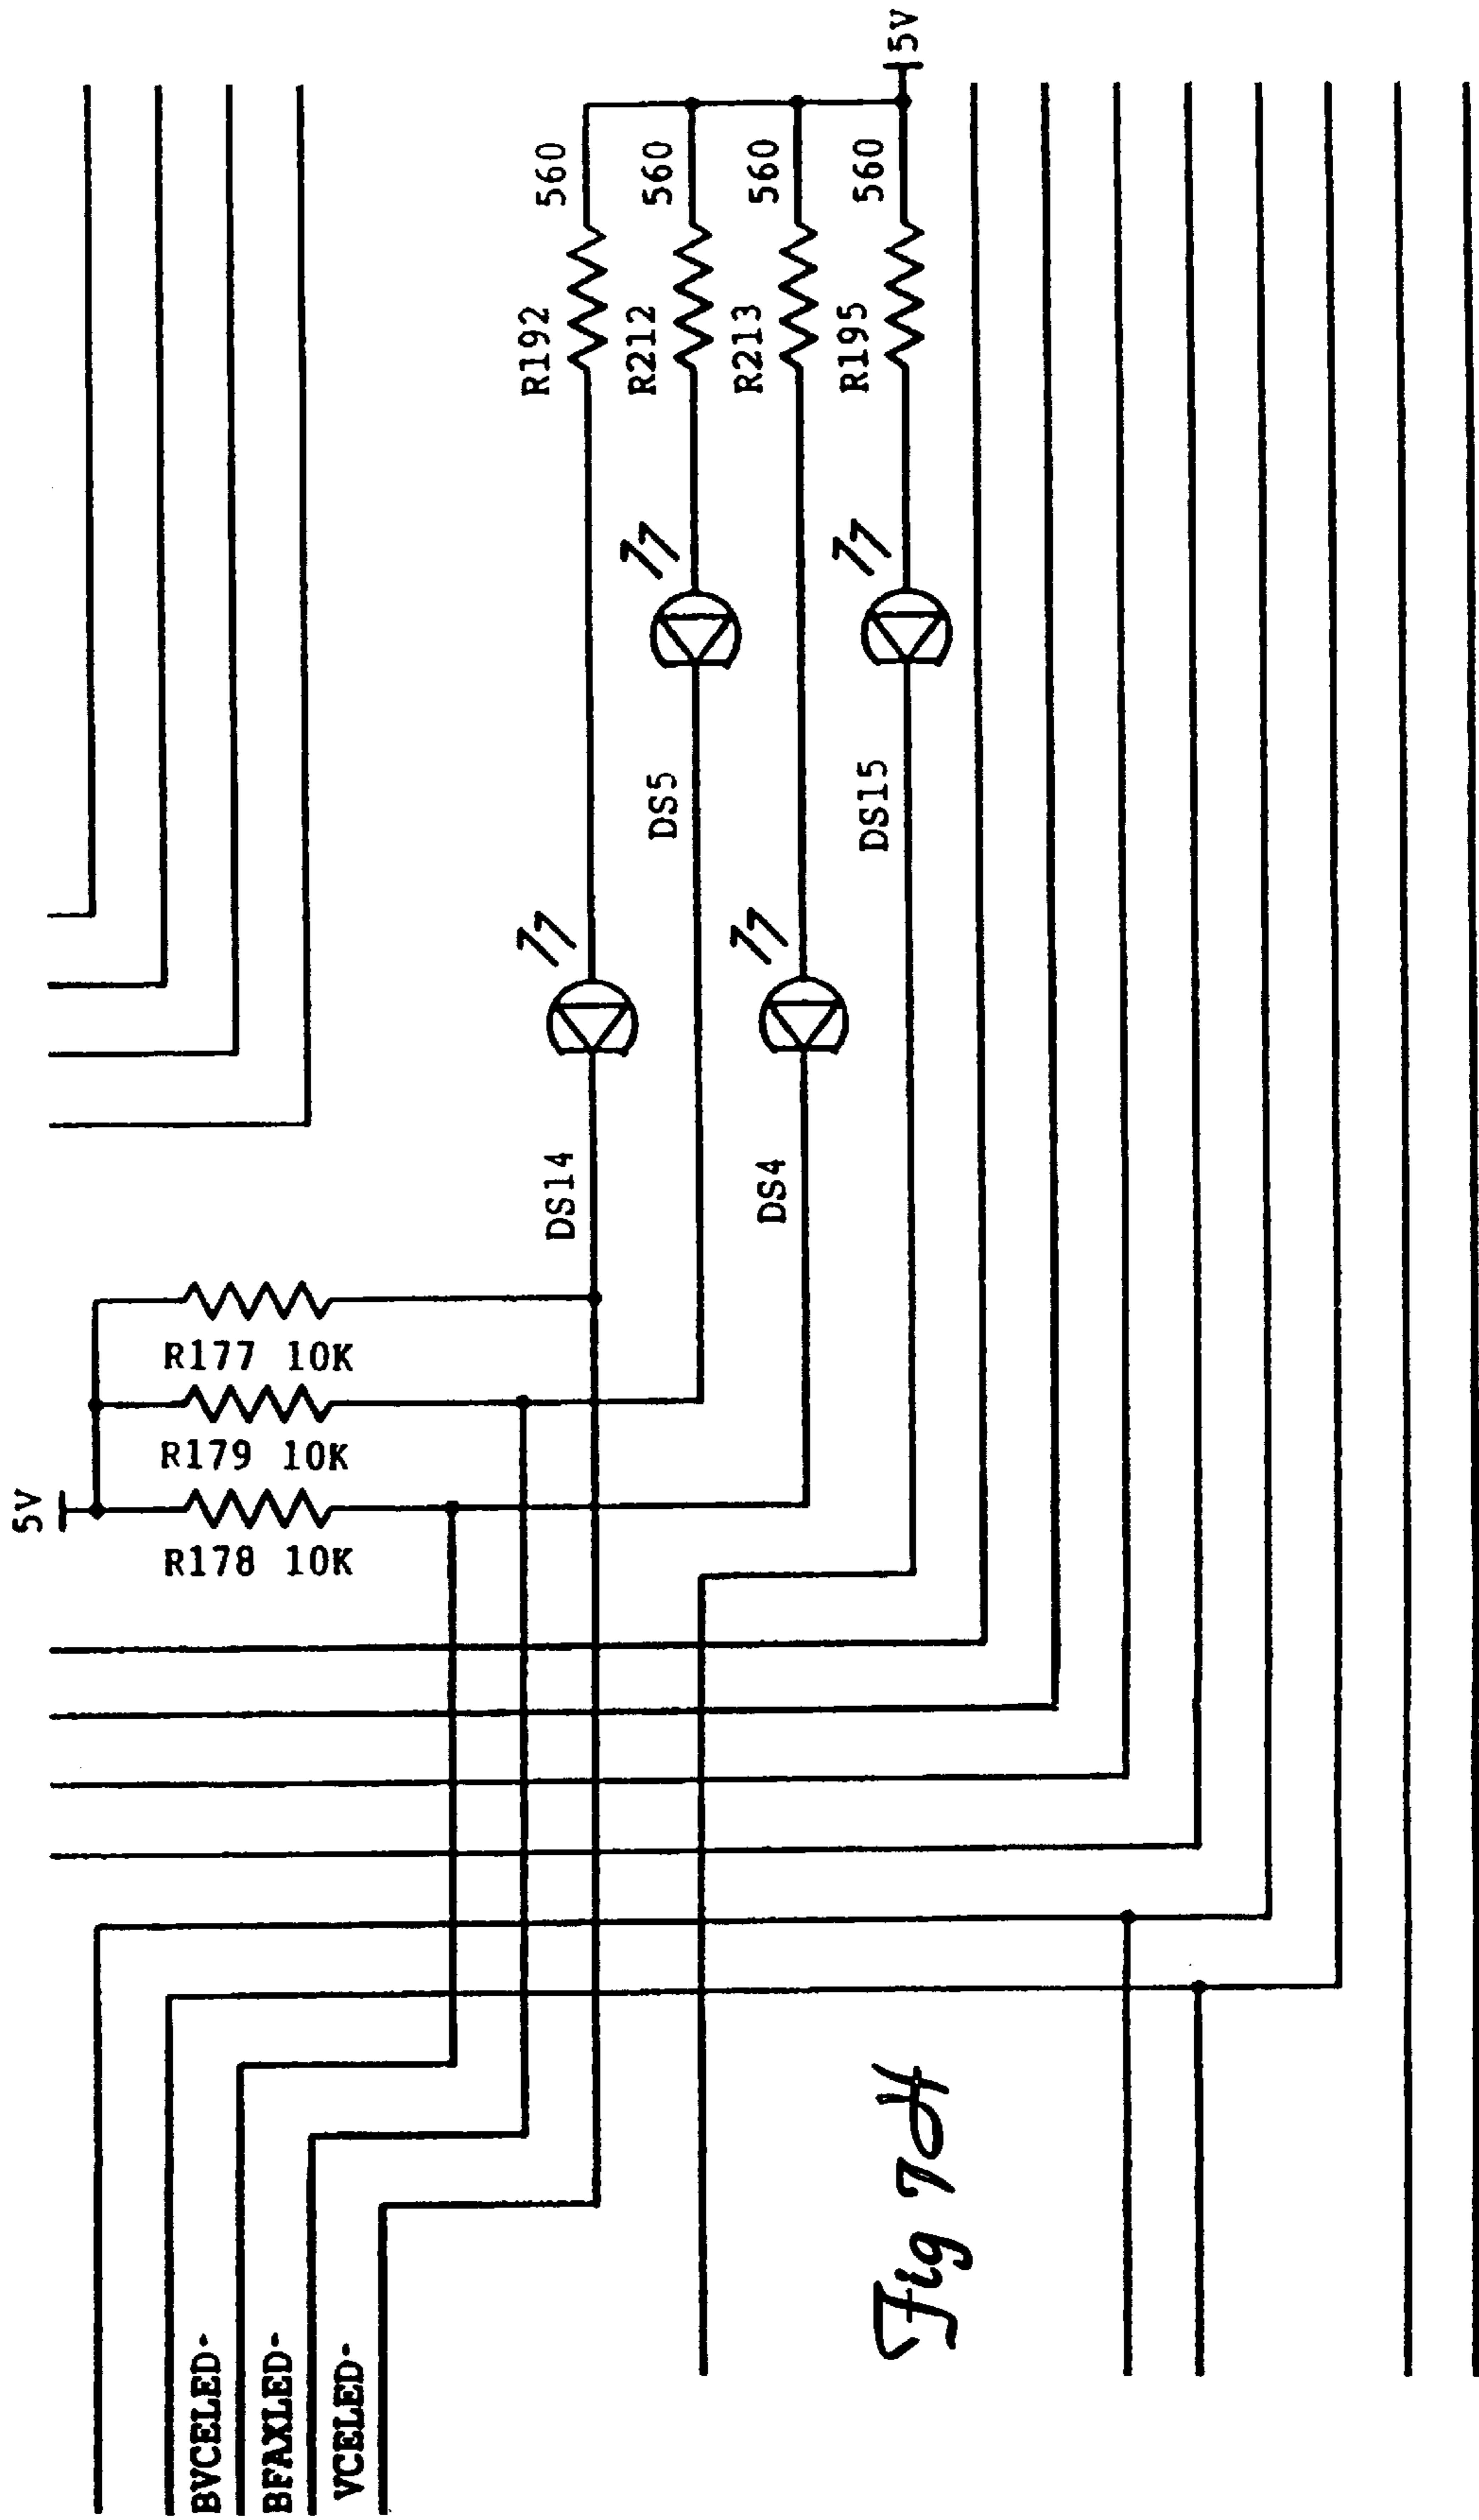 5V
R177 10K
R179 10K
R178 10K
BVCELED-
BFAXLED-
VCELED-
R192 560
DS14
R212 560
DS5
R213 560
DS4
R195 560
DS15
5V
Fig 7H